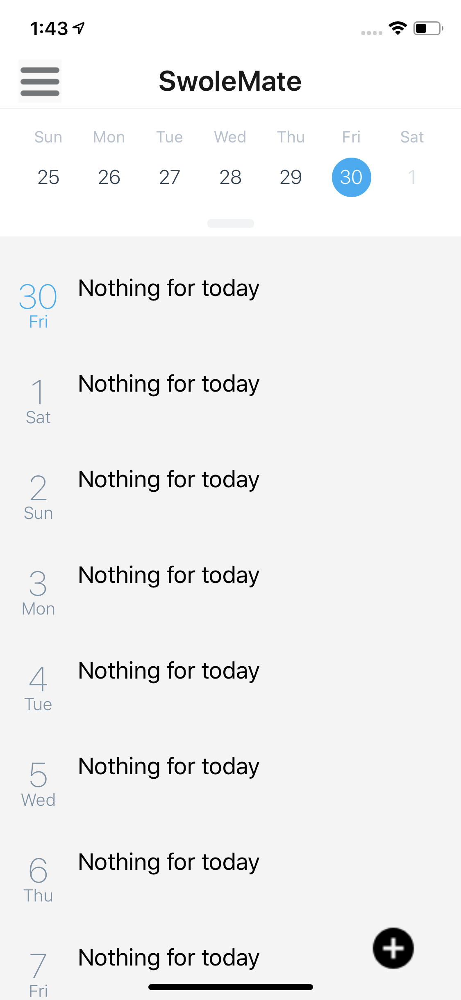 1:43
SwoleMate
Sun Mon Tue Wed Thu Fri Sat
25 26 27 28 29 30 1
30 Nothing for today
Fri
1 Nothing for today
Sat
2 Nothing for today
Sun
3 Nothing for today
Mon
4 Nothing for today
Tue
5 Nothing for today
Wed
6 Nothing for today
Thu
7 Nothing for today
Fri